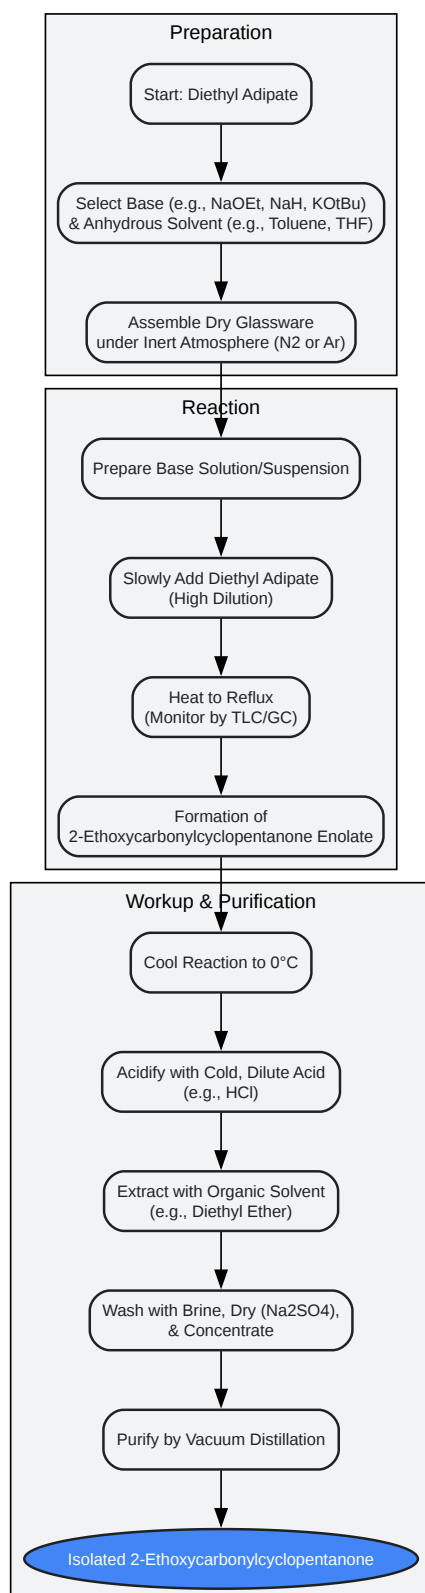 Preparation
Start: Diethyl Adipate
Select Base (e.g., NaOEt, NaH, KOtBu)
& Anhydrous Solvent (e.g., Toluene, THF)
Assemble Dry Glassware
under Inert Atmosphere (N2 or Ar)
Reaction
Prepare Base Solution/Suspension
Slowly Add Diethyl Adipate
(High Dilution)
Heat to Reflux
(Monitor by TLC/GC)
Formation of
2-Ethoxycarbonylcyclopentanone Enolate
Workup & Purification
Cool Reaction to 0°C
Acidify with Cold, Dilute Acid
(e.g., HCl)
Extract with Organic Solvent
(e.g., Diethyl Ether)
Wash with Brine, Dry (Na2SO4),
& Concentrate
Purify by Vacuum Distillation
Isolated 2-Ethoxycarbonylcyclopentanone